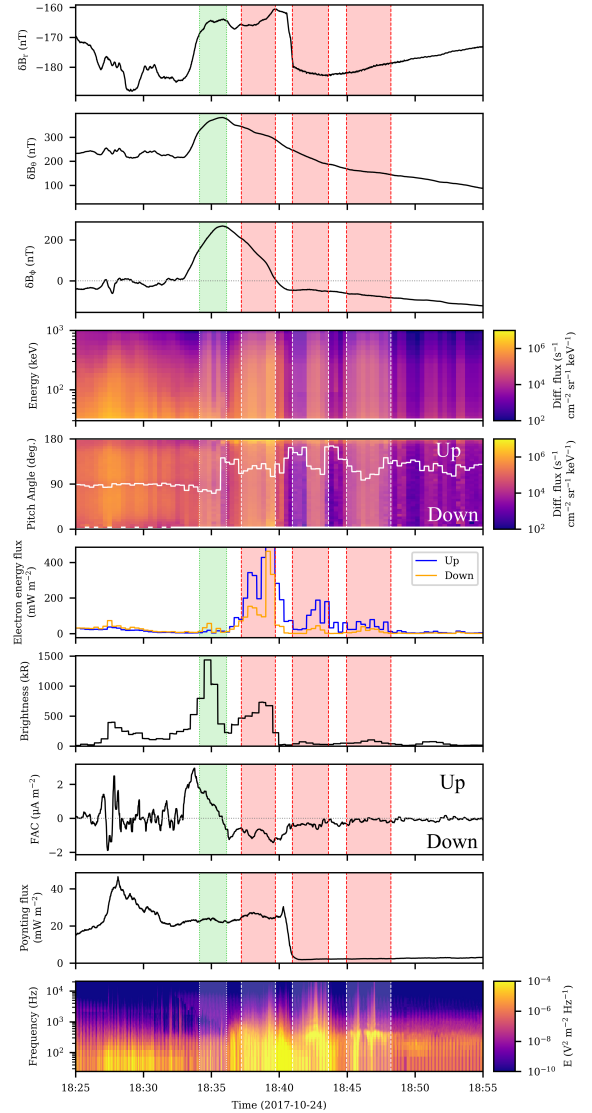 −160
−170
−180
δBr (nT)
300
200
100
δBθ (nT)
200
0
δBΦ (nT)
10³
10²
Energy (keV)
10⁶
10⁴
10²
Diff. flux (s⁻¹
cm⁻² sr⁻¹ keV⁻¹)
180
90
0
Pitch Angle (deg.)
Up
Down
10⁶
10⁴
10²
Diff. flux (s⁻¹
cm⁻² sr⁻¹ keV⁻¹)
400
200
0
Electron energy flux
(mW m⁻²)
Up
Down
1500
1000
500
0
Brightness (kR)
2
0
−2
FAC (μA m⁻²)
Up
Down
40
20
0
Poynting flux
(mW m⁻²)
10⁴
10³
10²
Frequency (Hz)
10⁻⁴
10⁻⁶
10⁻⁸
10⁻¹⁰
E (V² m⁻² Hz⁻¹)
18:25 18:30 18:35 18:40 18:45 18:50 18:55
Time (2017-10-24)